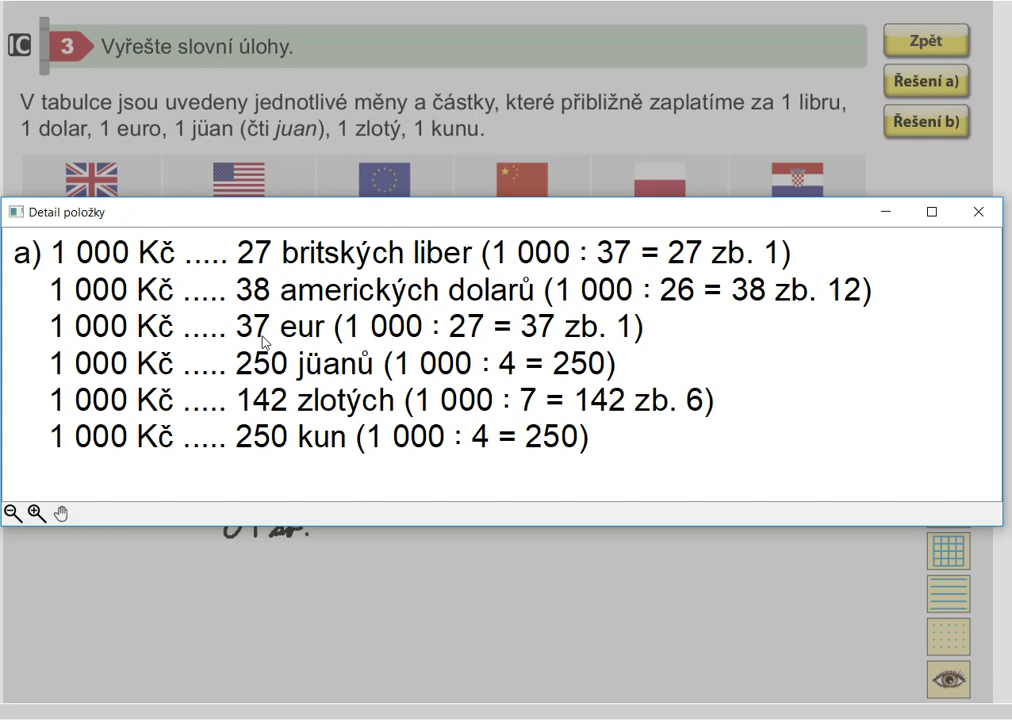 IC 3 Vyřešte slovní úlohy.
Zpět
Řešení a)
Řešení b)
V tabulce jsou uvedeny jednotlivé měny a částky, které přibližně zaplatíme za 1 libru,
1 dolar, 1 euro, 1 jüan (čti juan), 1 zlotý, 1 kunu.
Detail položky
a) 1 000 Kč ..... 27 britských liber (1 000 : 37 = 27 zb. 1)
1 000 Kč ..... 38 amerických dolarů (1 000 : 26 = 38 zb. 12)
1 000 Kč ..... 37 eur (1 000 : 27 = 37 zb. 1)
1 000 Kč ..... 250 jüanů (1 000 : 4 = 250)
1 000 Kč ..... 142 zlotých (1 000 : 7 = 142 zb. 6)
1 000 Kč ..... 250 kun (1 000 : 4 = 250)